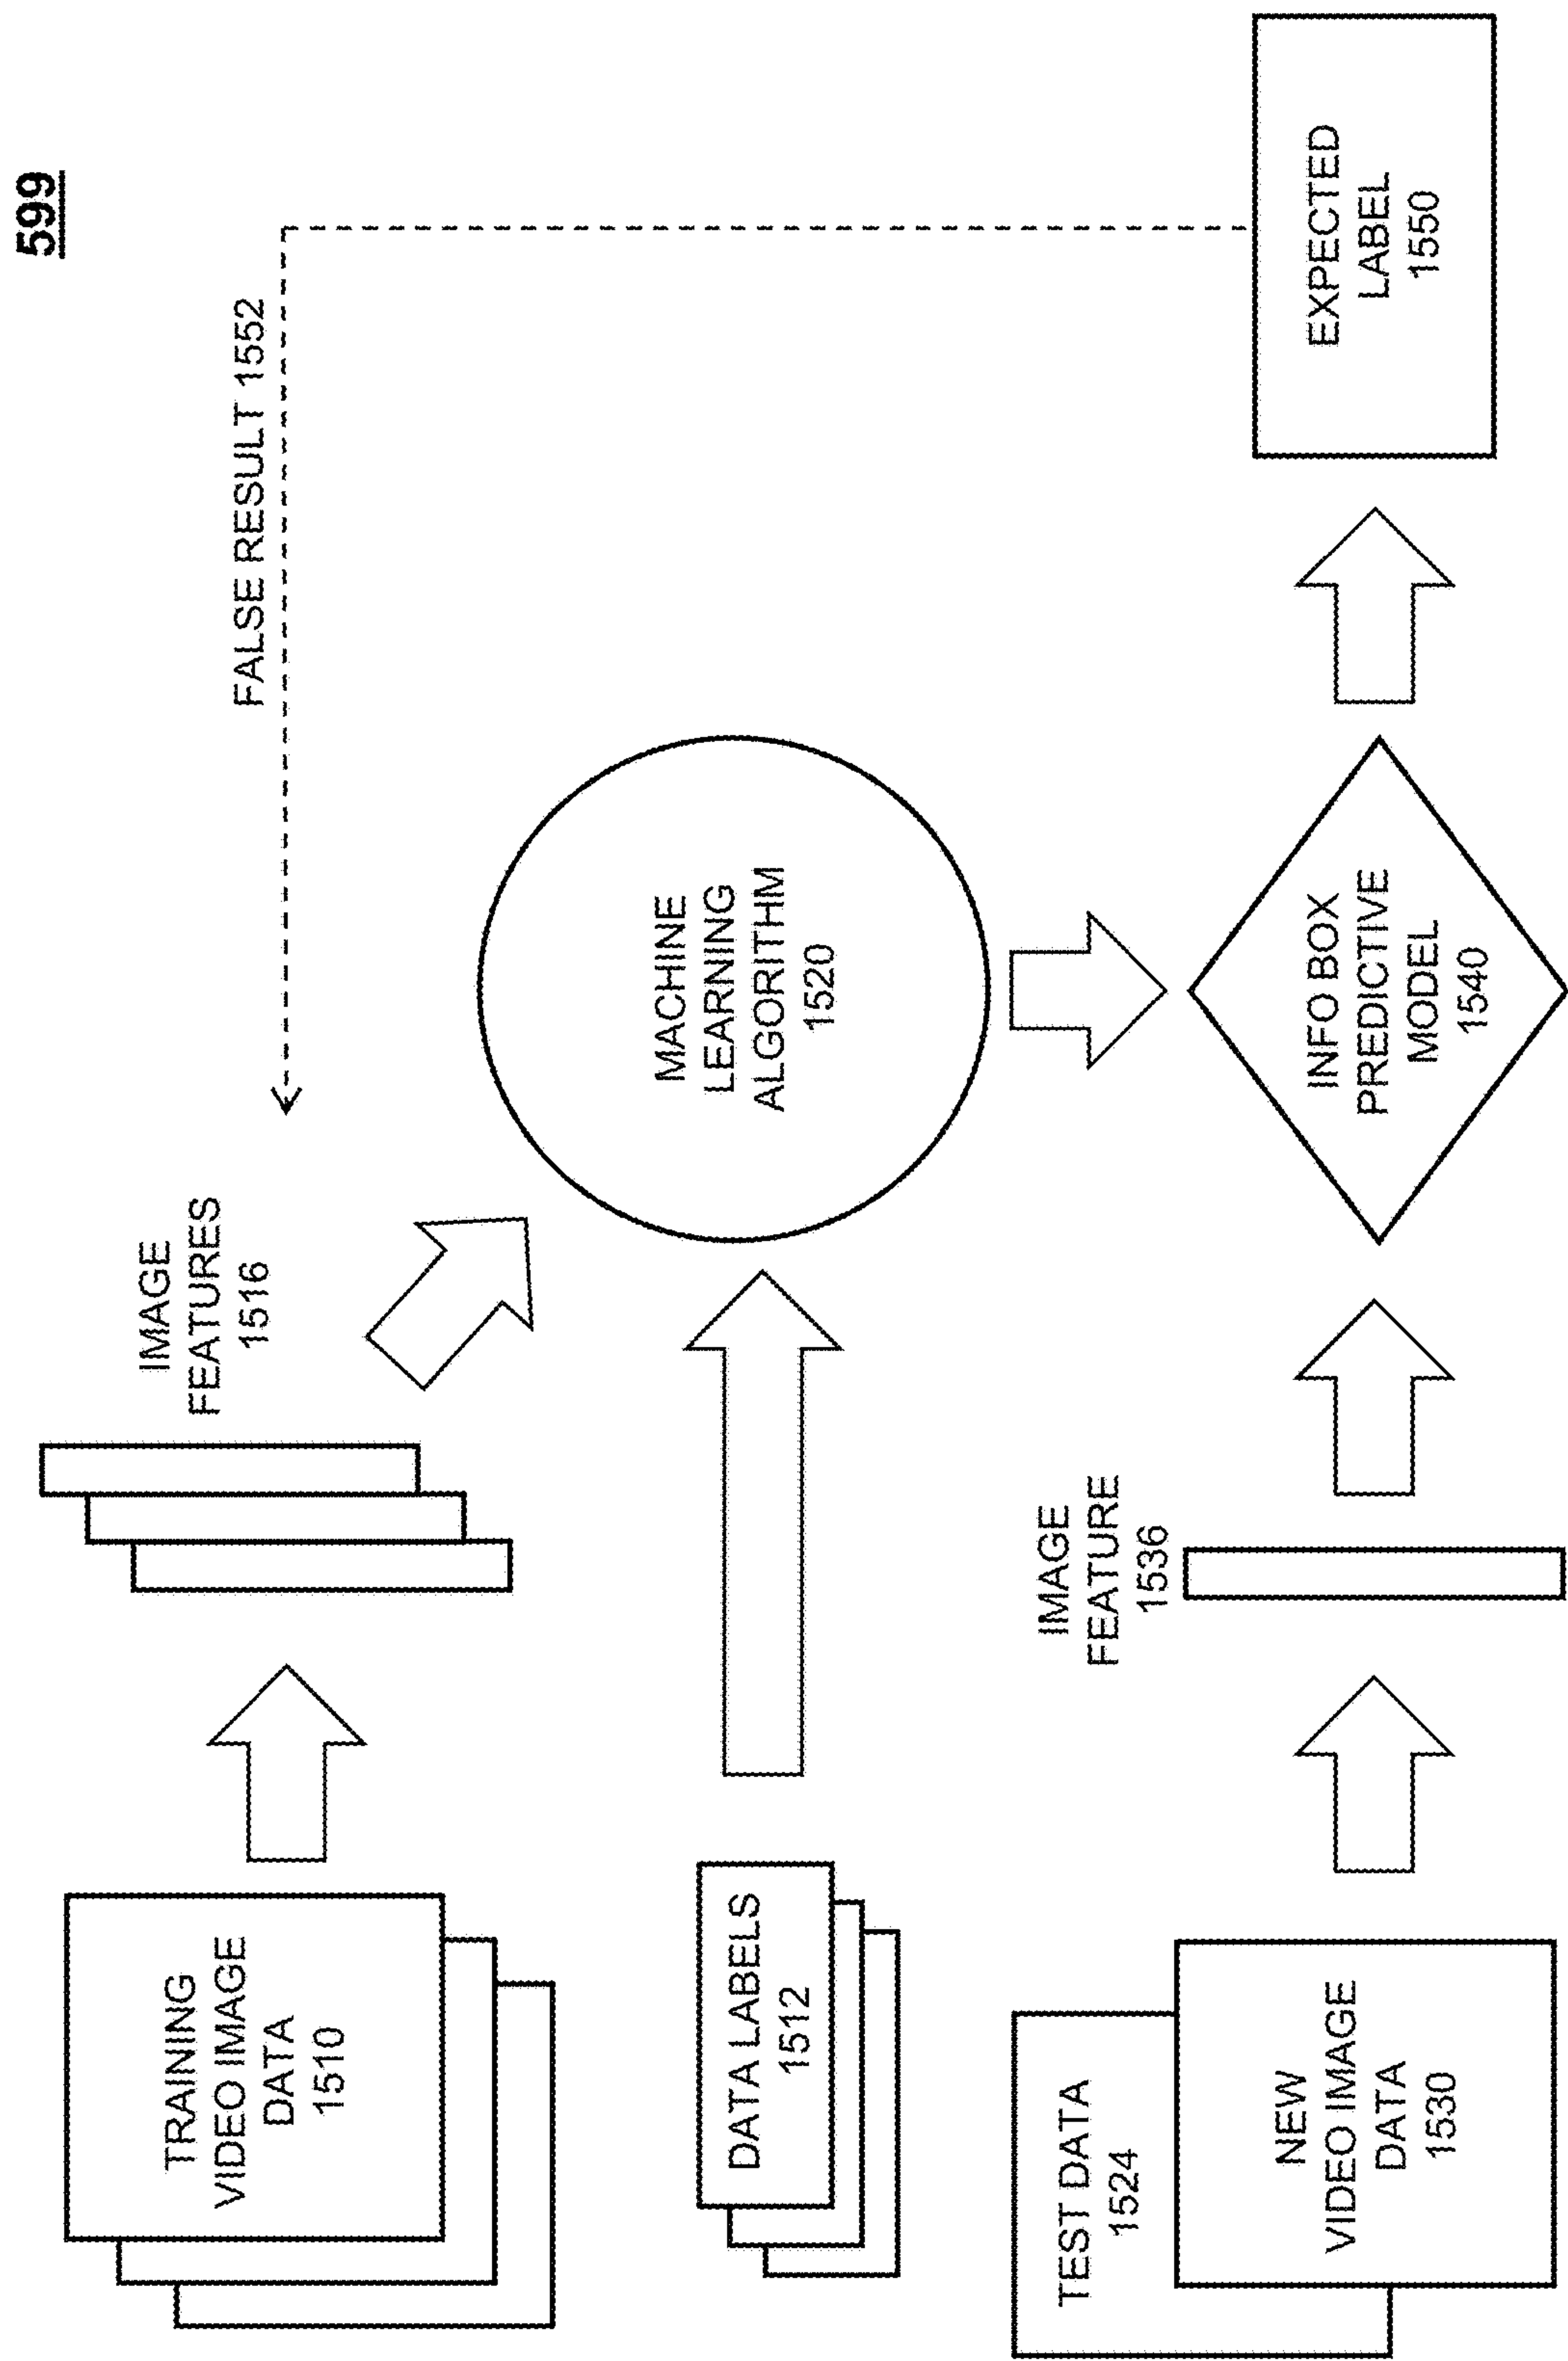 599
FALSE RESULT 1552
IMAGE
FEATURES
1516
TRAINING
VIDEO IMAGE
DATA
1510
MACHINE
LEARNING
ALGORITHM
1520
DATA LABELS
1512
IMAGE
FEATURE
1536
TEST DATA
1524
NEW
VIDEO IMAGE
DATA
1530
INFO BOX
PREDICTIVE
MODEL
1540
EXPECTED
LABEL
1550